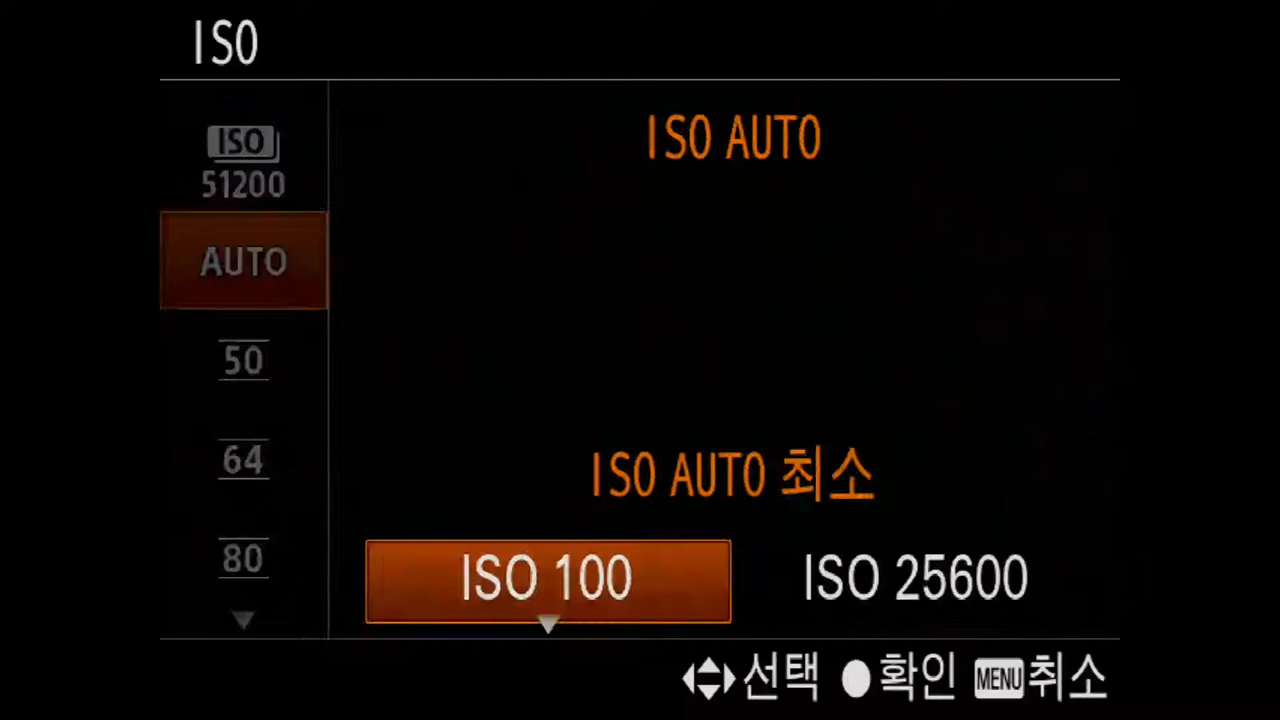 ISO
ISO
51200
AUTO
50
64
80
ISO AUTO
ISO AUTO 최소
ISO 100
ISO 25600
선택 확인 MENU 취소